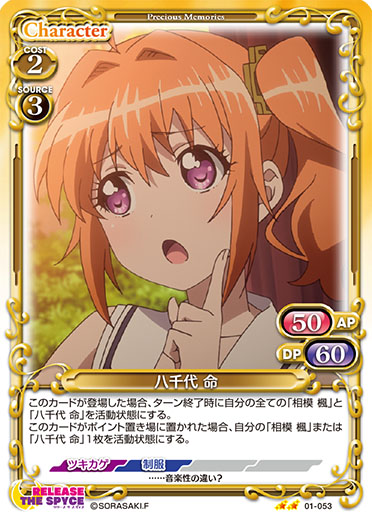 Precious Memories
Character
COST
2
SOURCE
3
50 AP
DP 60
八千代 命
このカードが登場した場合、ターン終了時に自分の全ての「相模 楓」と
「八千代 命」を活動状態にする。
このカードがポイント置き場に置かれた場合、自分の「相模 楓」または
「八千代 命」1枚を活動状態にする。
ツキカゲ
制服
……音楽性の違い?
RELEASE
THE SPYCE
©SORASAKI.F
01-053